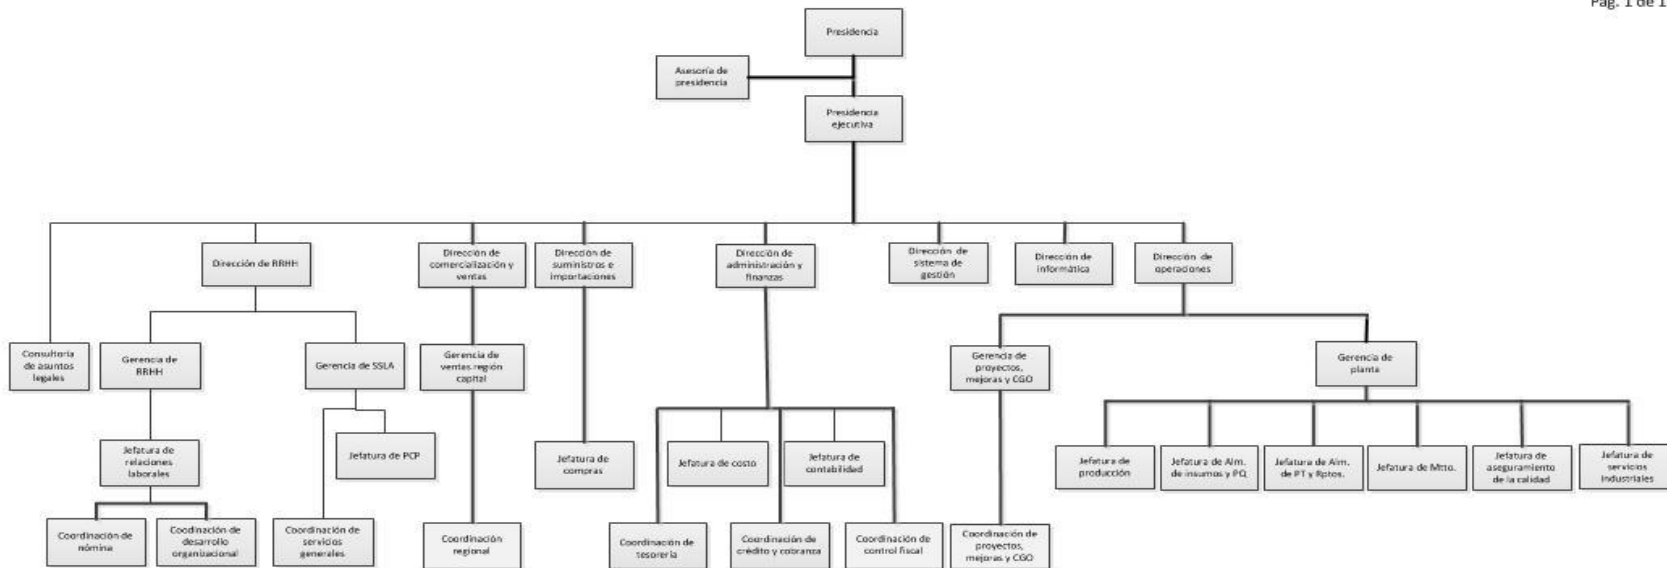 Pág. 1 de 1
Presidencia
Asesoría de
presidencia
Presidencia
ejecutiva
Dirección de RRHH
Dirección de
comercialización y
ventas
Dirección de
suministros e
importaciones
Dirección de
administración y
finanzas
Dirección de
sistema de
gestión
Dirección de
informática
Dirección de
operaciones
Consultoría
de asuntos
legales
Gerencia de
RRHH
Gerencia de SSLA
Gerencia de
ventas región
capital
Gerencia de
proyectos,
mejoras y CGO
Gerencia de
planta
Jefatura de
relaciones
laborales
Jefatura de PCP
Jefatura de
compras
Jefatura de costo
Jefatura de
contabilidad
Jefatura de
producción
Jefatura de Alm.
de insumos y PQ
Jefatura de Alm.
de PT y Rptos.
Jefatura de Mtto.
Jefatura de
aseguramiento
de la calidad
Jefatura de
servicios
industriales
Coordinación de
nómina
Coodinación de
desarrollo
organizacional
Coordinación de
servicios
generales
Coordinación
regional
Coordinación de
tesorería
Coordinación de
crédito y cobranza
Coordinación de
control fiscal
Coordinación de
proyectos,
mejoras y CGO